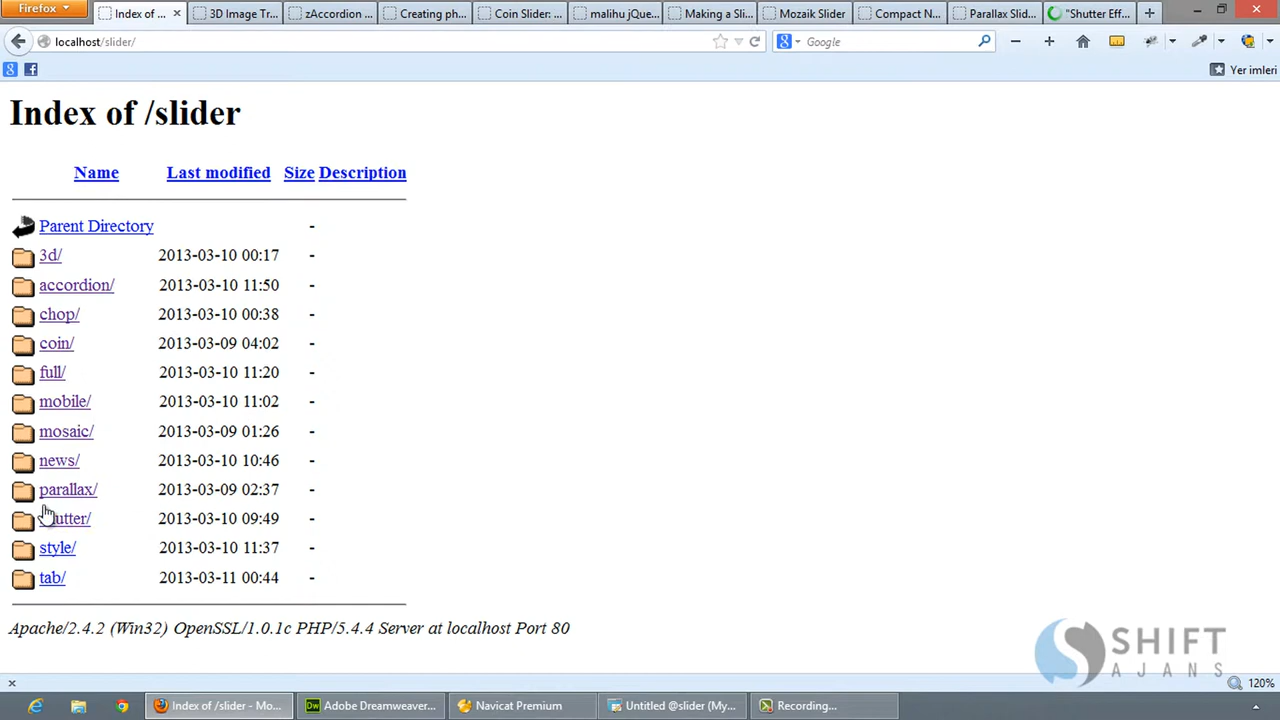 Firefox
Index of ...
3D Image Tr...
zAccordion ...
Creating ph...
Coin Slider: ...
malihu jQue...
Making a Sli...
Mozaik Slider
Compact N...
Parallax Slid...
"Shutter Eff...
localhost/slider/
Google
Yer imleri
Index of /slider
Name Last modified Size Description
Parent Directory -
3d/ 2013-03-10 00:17 -
accordion/ 2013-03-10 11:50 -
chop/ 2013-03-10 00:38 -
coin/ 2013-03-09 04:02 -
full/ 2013-03-10 11:20 -
mobile/ 2013-03-10 11:02 -
mosaic/ 2013-03-09 01:26 -
news/ 2013-03-10 10:46 -
parallax/ 2013-03-09 02:37 -
shutter/ 2013-03-10 09:49 -
style/ 2013-03-10 11:37 -
tab/ 2013-03-11 00:44 -
Apache/2.4.2 (Win32) OpenSSL/1.0.1c PHP/5.4.4 Server at localhost Port 80
SHIFT
AJANS
120%
Index of /slider - Mo...
Adobe Dreamweaver...
Navicat Premium
Untitled @slider (My...
Recording...